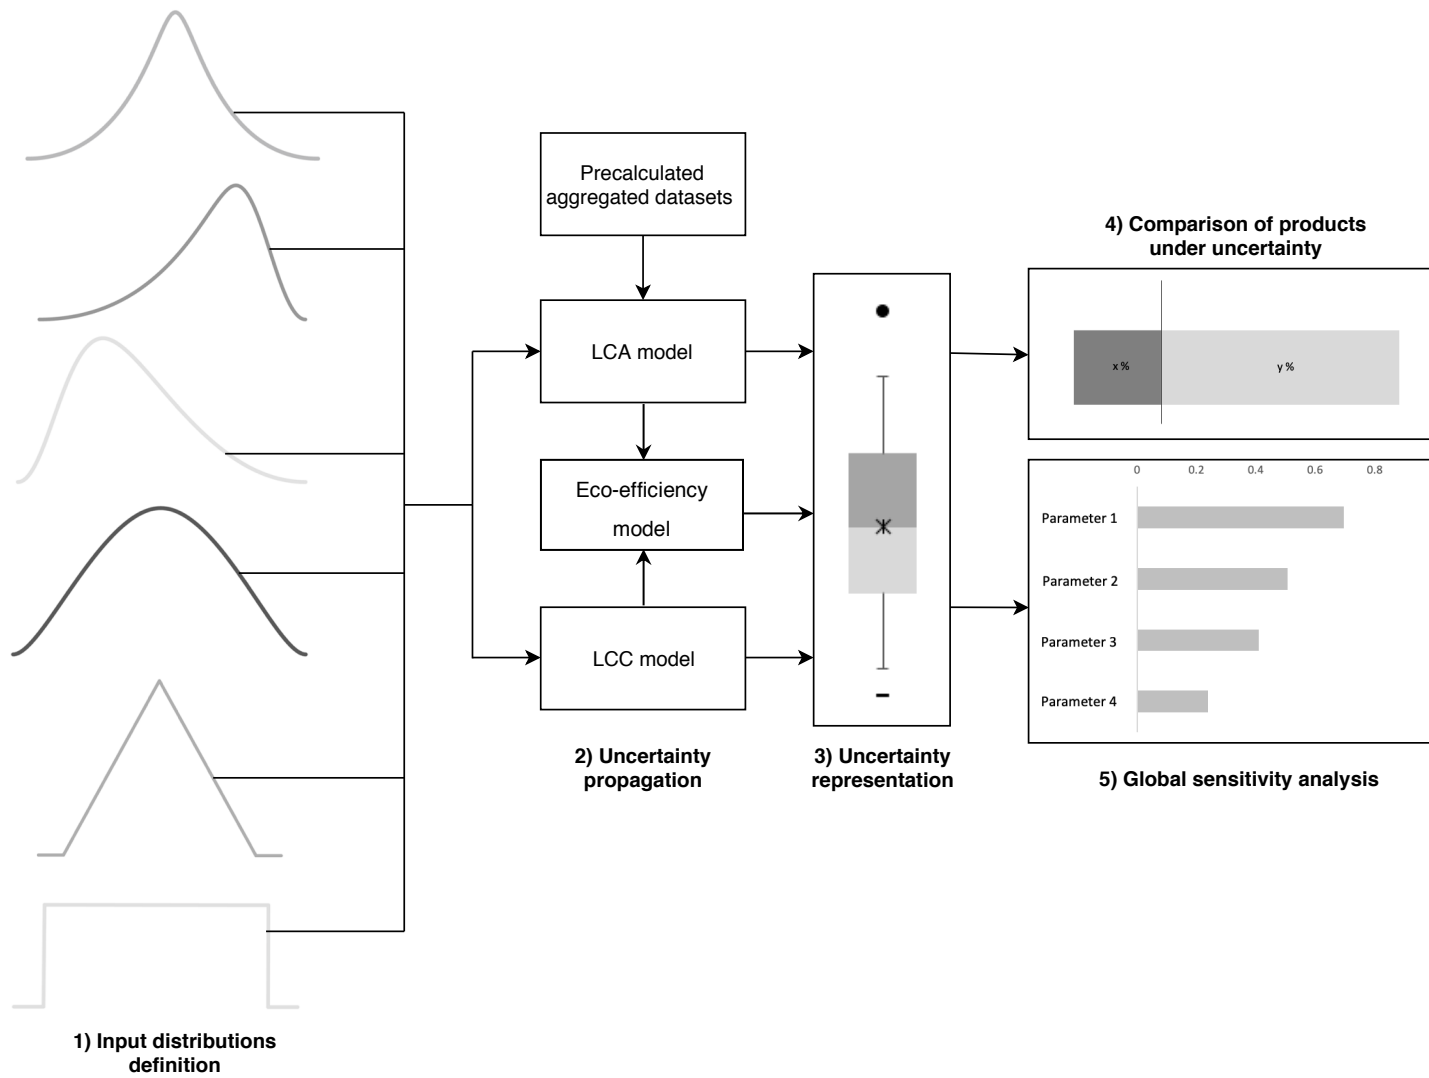 Precalculated
aggregated datasets
LCA model
Eco-efficiency
model
LCC model
2) Uncertainty
propagation
3) Uncertainty
representation
4) Comparison of products
under uncertainty
x %
y %
0 0.2 0.4 0.6 0.8
Parameter 1
Parameter 2
Parameter 3
Parameter 4
5) Global sensitivity analysis
1) Input distributions
definition